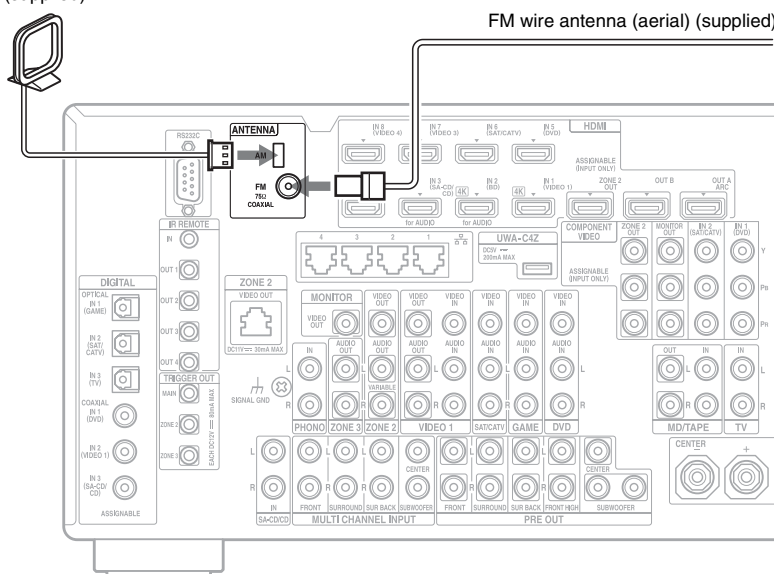 (supplied)
FM wire antenna (aerial) (supplied)
RS232C
ANTENNA
AM
FM
75Ω
COAXIAL
IN 8
(VIDEO 4)
IN 7
(VIDEO 3)
IN 6
(SAT/CATV)
IN 5
(DVD)
HDMI
ASSIGNABLE
(INPUT ONLY)
IN 3
(SA-CD/
CD)
4K
IN 2
(BD)
4K
IN 1
(VIDEO 1)
ZONE 2
OUT
OUT B
OUT A
ARC
for AUDIO
for AUDIO
IR REMOTE
IN
OUT 1
OUT 2
OUT 3
OUT 4
4 3 2 1
UWA-C4Z
DC5V
200mA MAX
COMPONENT
VIDEO
ASSIGNABLE
(INPUT ONLY)
ZONE 2
OUT
MONITOR
OUT
IN 2
(SAT/CATV)
IN 1
(DVD)
Y
PB
PR
DIGITAL
OPTICAL
IN 1
(GAME)
IN 2
(SAT/
CATV)
IN 3
(TV)
COAXIAL
IN 1
(DVD)
IN 2
(VIDEO 1)
IN 3
(SA-CD/
CD)
ASSIGNABLE
ZONE 2
VIDEO OUT
DC11V 30mA MAX
TRIGGER OUT
MAIN
ZONE 2
ZONE 3
EACH DC12V 80mA MAX
SIGNAL GND
MONITOR
VIDEO
OUT
VIDEO
OUT
VIDEO
OUT
VIDEO
IN
VIDEO
IN
VIDEO
IN
VIDEO
IN
IN
AUDIO
OUT
AUDIO
OUT
AUDIO
OUT
AUDIO
IN
AUDIO
IN
AUDIO
IN
AUDIO
IN
VARIABLE
L L
R R
PHONO ZONE 3 ZONE 2 VIDEO 1 SAT/CATV GAME DVD
OUT IN IN
L L
R R
MD/TAPE TV
L L L L L
CENTER
CENTER
R R R R R
IN
SA-CD/CD
FRONT SURROUND SUR BACK SUBWOOFER
MULTI CHANNEL INPUT
FRONT SURROUND SUR BACK FRONT HIGH SUBWOOFER
PRE OUT
CENTER
− +